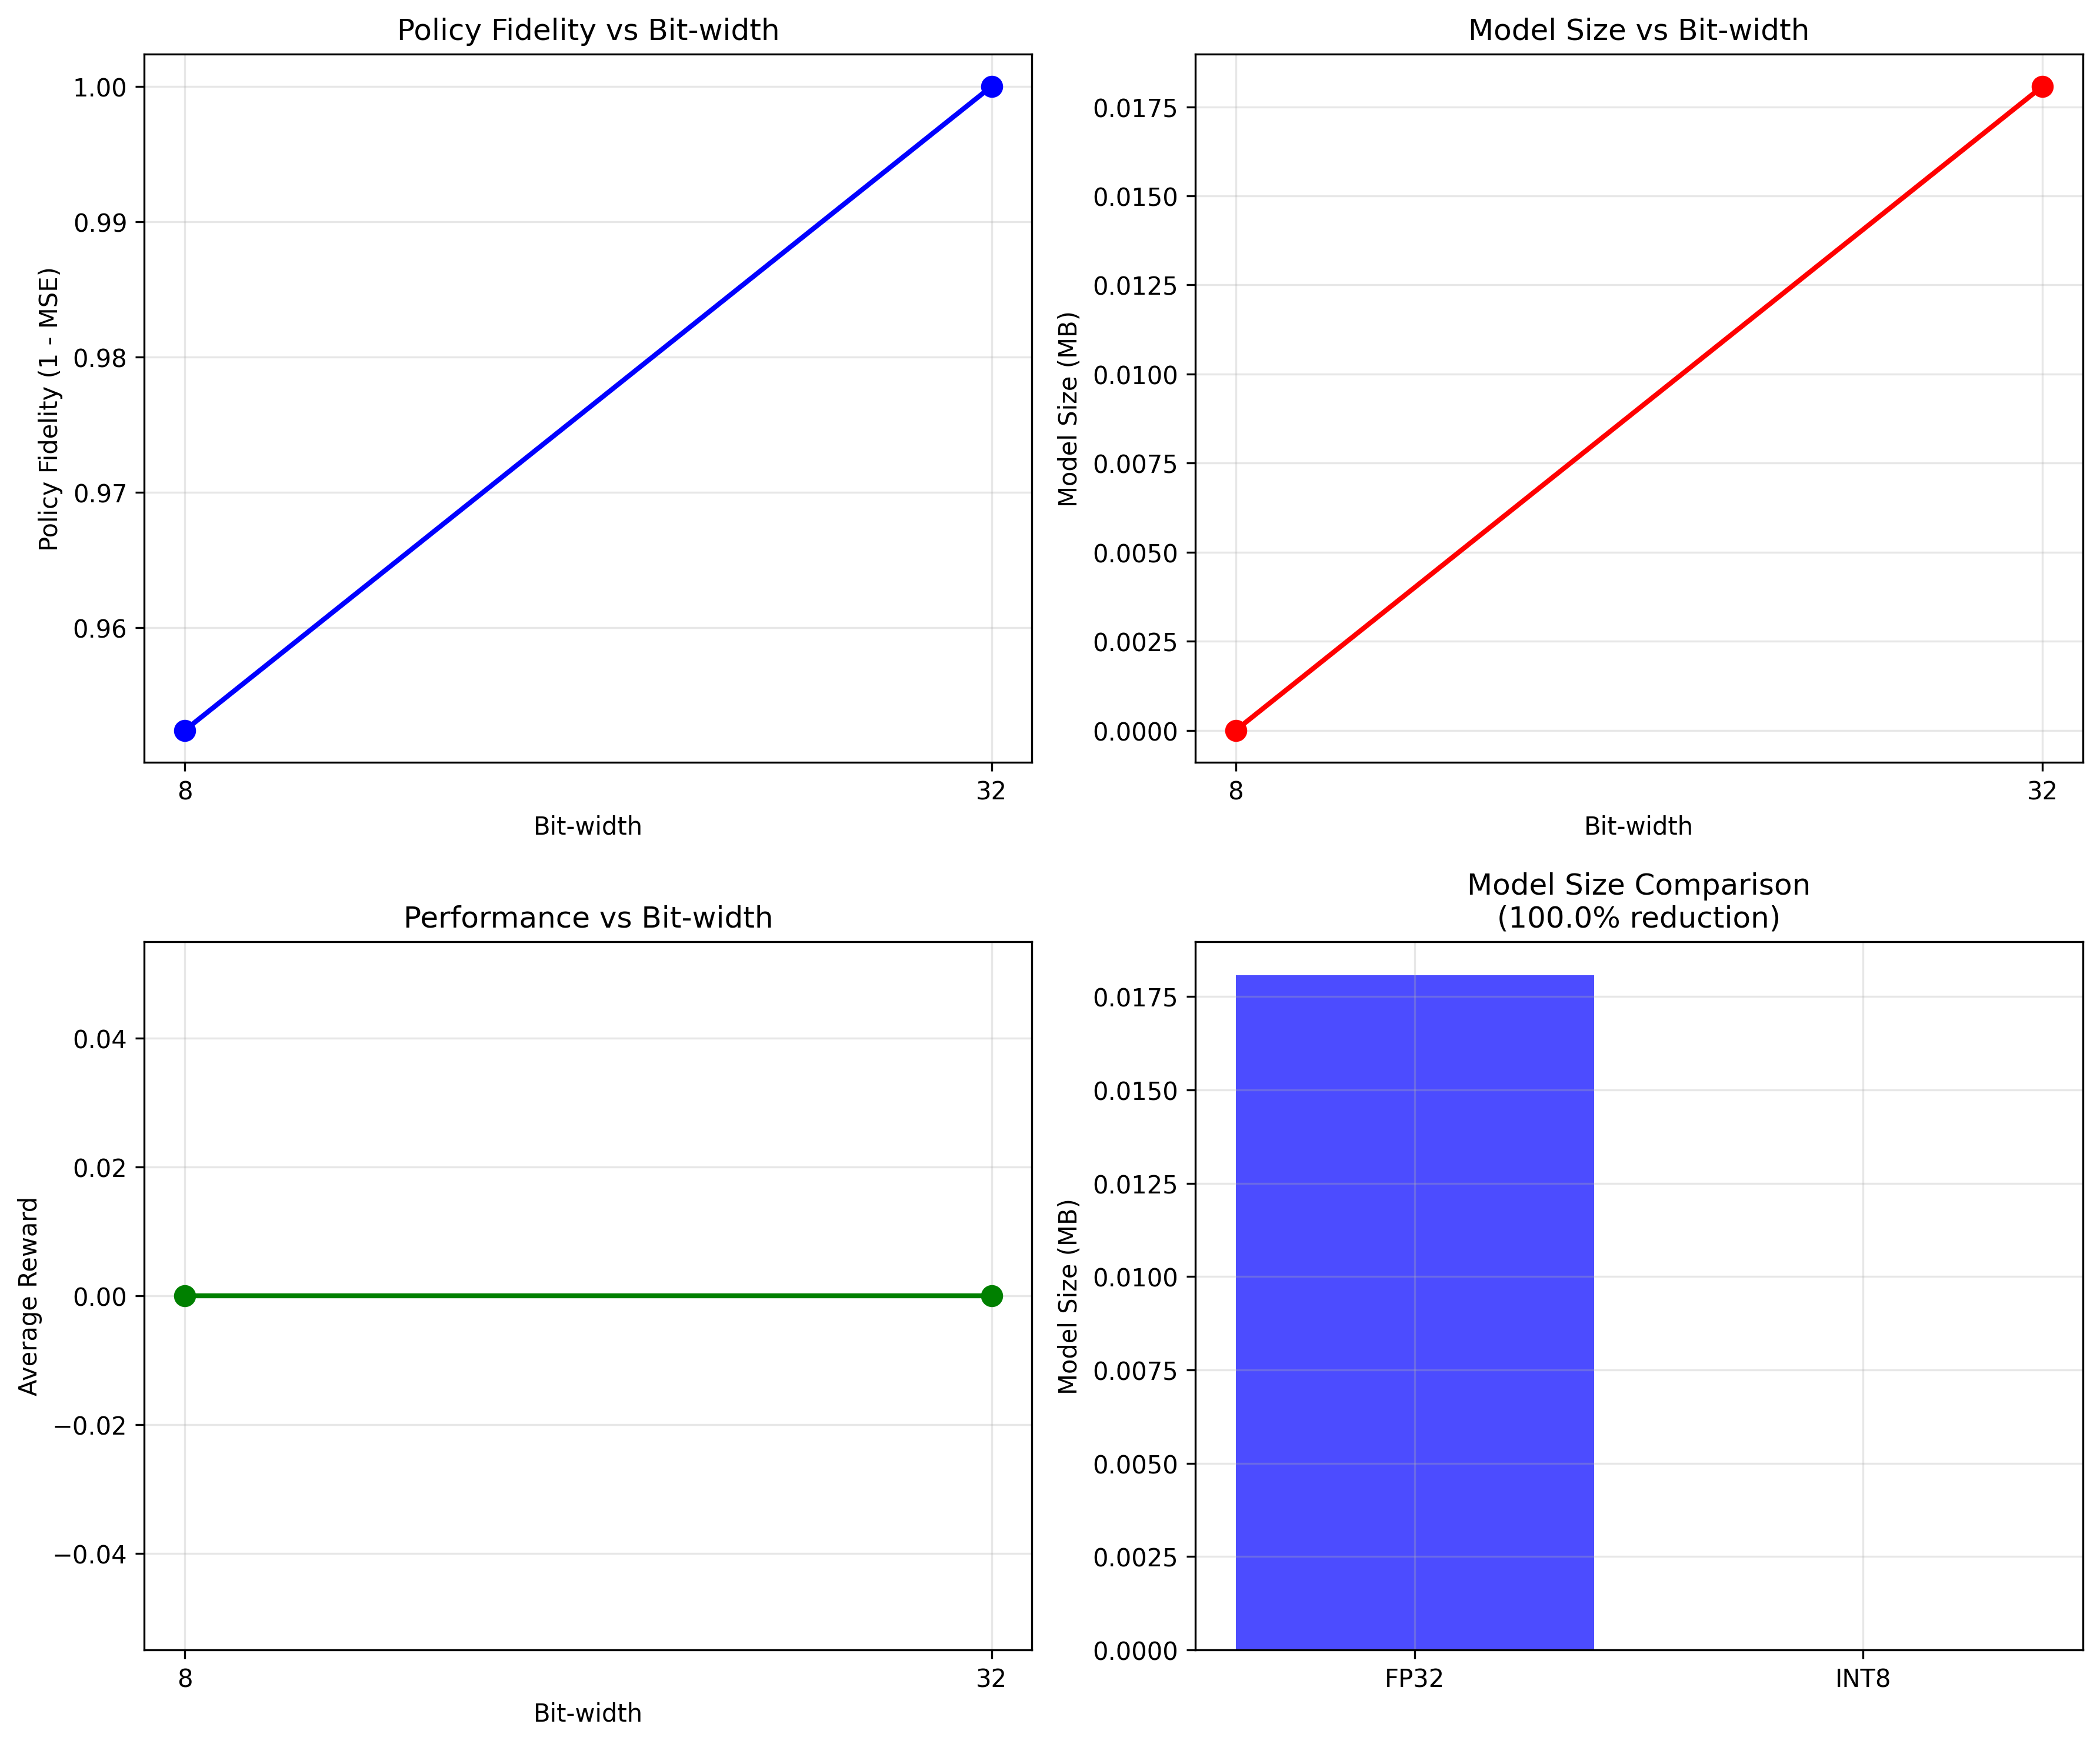 Policy Fidelity vs Bit-width
Policy Fidelity (1 - MSE)
1.00
0.99
0.98
0.97
0.96
8
32
Bit-width
Model Size vs Bit-width
Model Size (MB)
0.0175
0.0150
0.0125
0.0100
0.0075
0.0050
0.0025
0.0000
8
32
Bit-width
Performance vs Bit-width
Average Reward
0.04
0.02
0.00
−0.02
−0.04
8
32
Bit-width
Model Size Comparison
(100.0% reduction)
Model Size (MB)
0.0175
0.0150
0.0125
0.0100
0.0075
0.0050
0.0025
0.0000
FP32
INT8